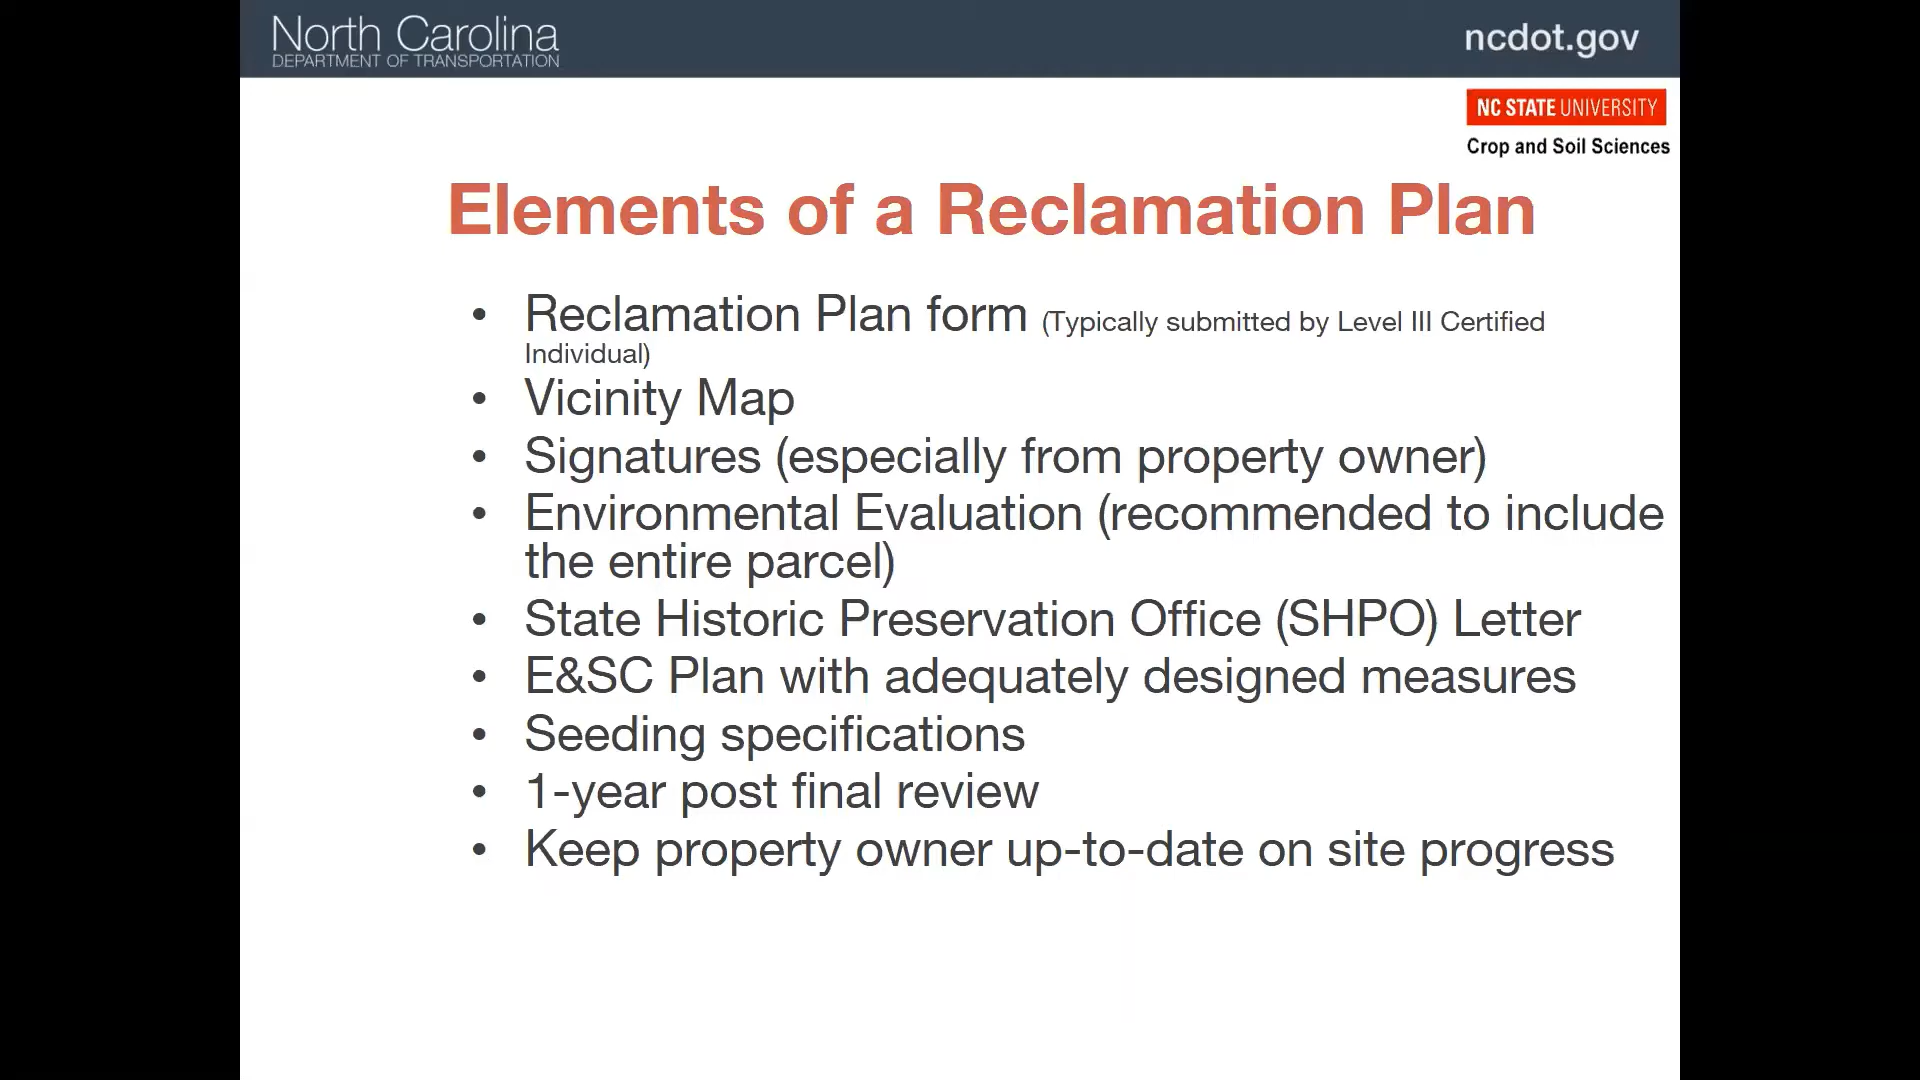 North Carolina
DEPARTMENT OF TRANSPORTATION
ncdot.gov
NC STATE UNIVERSITY
Crop and Soil Sciences
Elements of a Reclamation Plan
• Reclamation Plan form (Typically submitted by Level III Certified
Individual)
• Vicinity Map
• Signatures (especially from property owner)
• Environmental Evaluation (recommended to include
the entire parcel)
• State Historic Preservation Office (SHPO) Letter
• E&SC Plan with adequately designed measures
• Seeding specifications
• 1-year post final review
• Keep property owner up-to-date on site progress